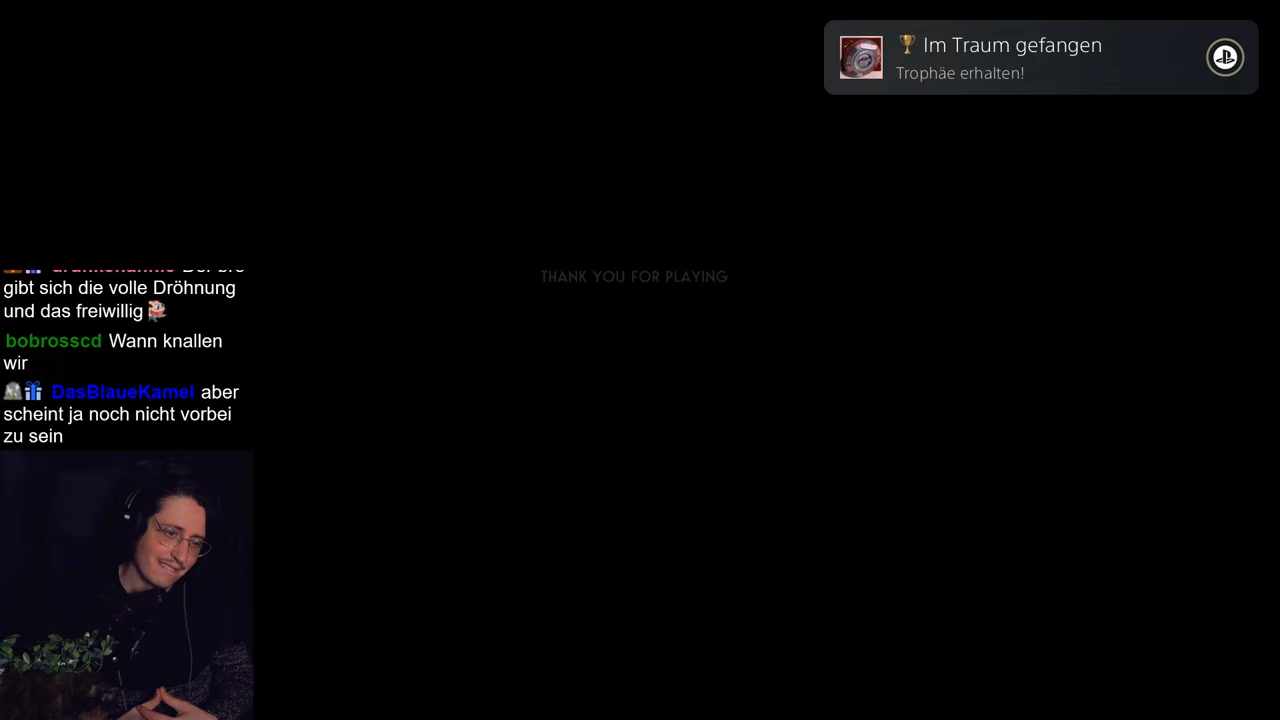 Im Traum gefangen
Trophäe erhalten!
THANK YOU FOR PLAYING
gibt sich die volle Dröhnung
und das freiwillig
bobrosscd Wann knallen
wir
DasBlaueKamel aber
scheint ja noch nicht vorbei
zu sein